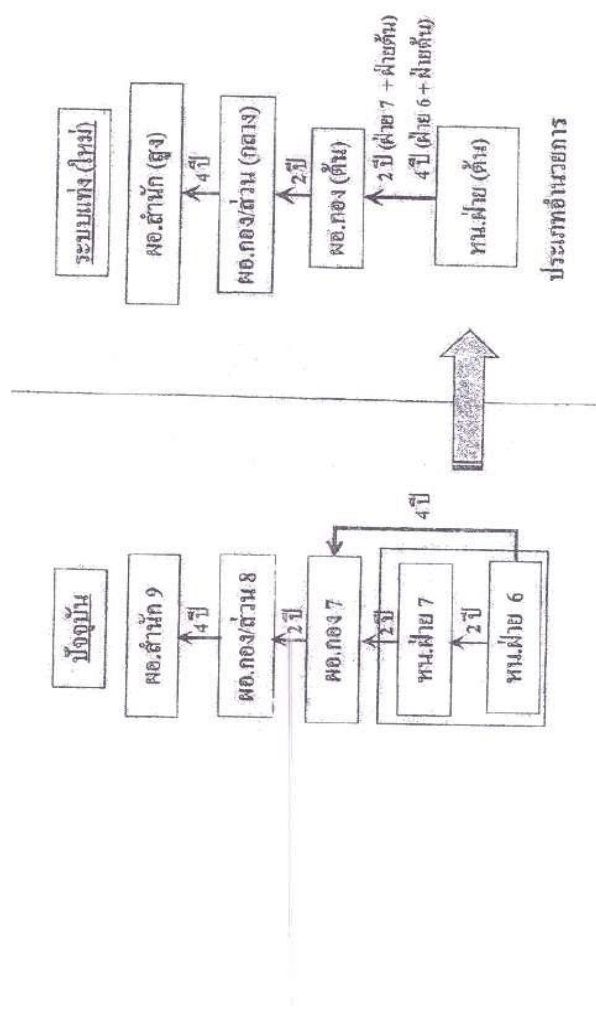 ปัจจุบัน
ผอ.สำนัก 9
4 ปี
ผอ.กอง/ส่วน 8
2 ปี
ผอ.กอง 7
2 ปี
หน.ฝ่าย 7
2 ปี
หน.ฝ่าย 6
4 ปี
ระบบแท่ง (ใหม่)
ผอ.สำนัก (สูง)
4 ปี
ผอ.กอง/ส่วน (กลาง)
2 ปี
ผอ.กอง (ต้น)
2 ปี (ฝ่าย 7 + ฝ่ายต้น)
4 ปี (ฝ่าย 6 + ฝ่ายต้น)
หน.ฝ่าย (ต้น)
ประเภทอำนวยการ